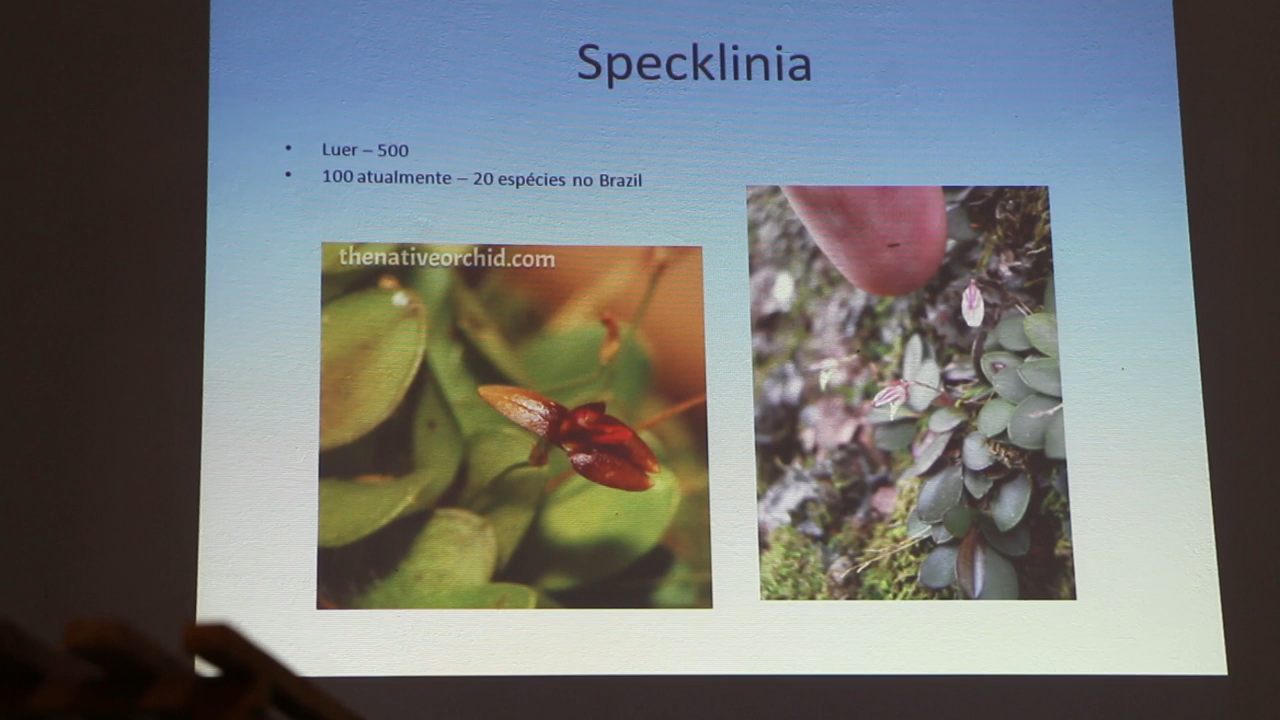 Specklinia
• Luer – 500
• 100 atualmente – 20 espécies no Brazil
thenativeorchid.com